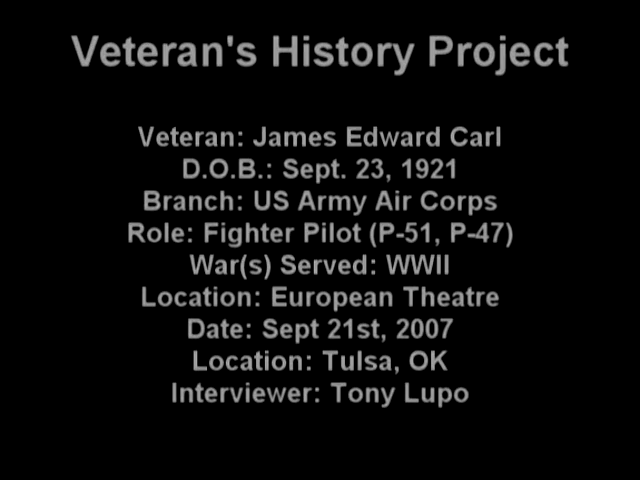 Veteran's History Project
Veteran: James Edward Carl
D.O.B.: Sept. 23, 1921
Branch: US Army Air Corps
Role: Fighter Pilot (P-51, P-47)
War(s) Served: WWII
Location: European Theatre
Date: Sept 21st, 2007
Location: Tulsa, OK
Interviewer: Tony Lupo